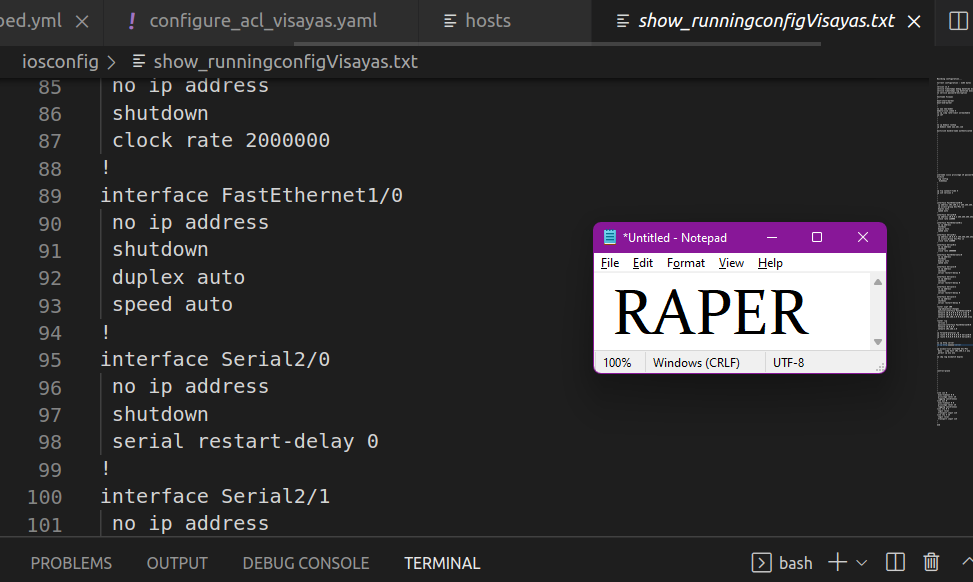 ped.yml
! configure_acl_visayas.yaml
hosts
show_runningconfigVisayas.txt
iosconfig > show_runningconfigVisayas.txt
85 no ip address
86 shutdown
87 clock rate 2000000
88 !
89 interface FastEthernet1/0
90 no ip address
91 shutdown
92 duplex auto
93 speed auto
94 !
95 interface Serial2/0
96 no ip address
97 shutdown
98 serial restart-delay 0
99 !
100 interface Serial2/1
101 no ip address
*Untitled - Notepad
File Edit Format View Help
RAPER
100% Windows (CRLF) UTF-8
PROBLEMS OUTPUT DEBUG CONSOLE TERMINAL
bash